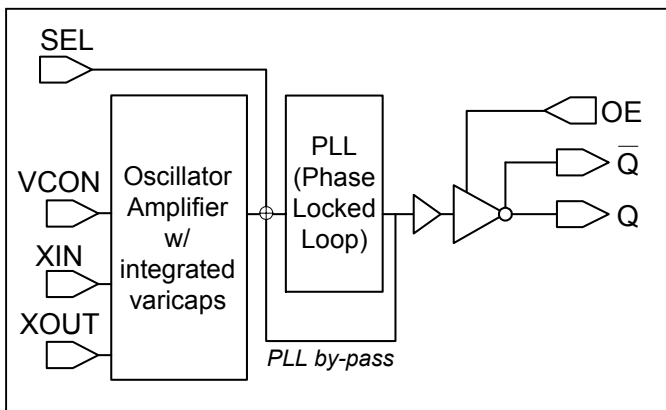 SEL
VCON
XIN
XOUT
Oscillator
Amplifier
w/
integrated
varicaps
PLL
(Phase
Locked
Loop)
PLL by-pass
OE
Q̅
Q